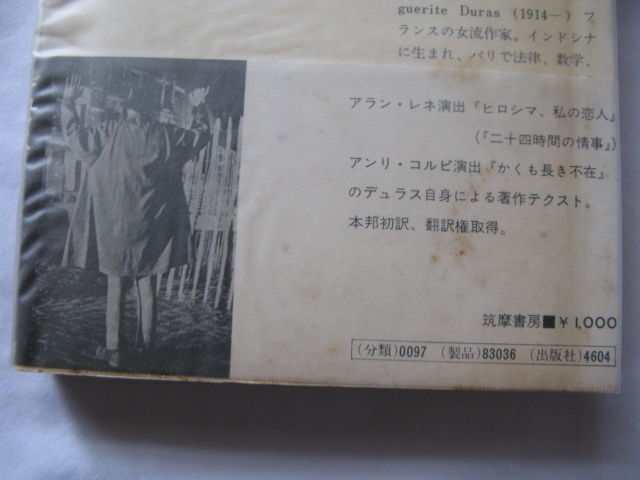 guerite Duras (1914—) フ
ランスの女流作家。インドシナ
に生まれ、パリで法律、数学、
アラン・レネ演出『ヒロシマ、私の恋人』
(『二十四時間の情事』)
アンリ・コルピ演出『かくも長き不在』
のデュラス自身による著作テクスト。
本邦初訳、翻訳権取得。
筑摩書房■¥1,000
(分類)0097 (製品)83036 (出版社)4604